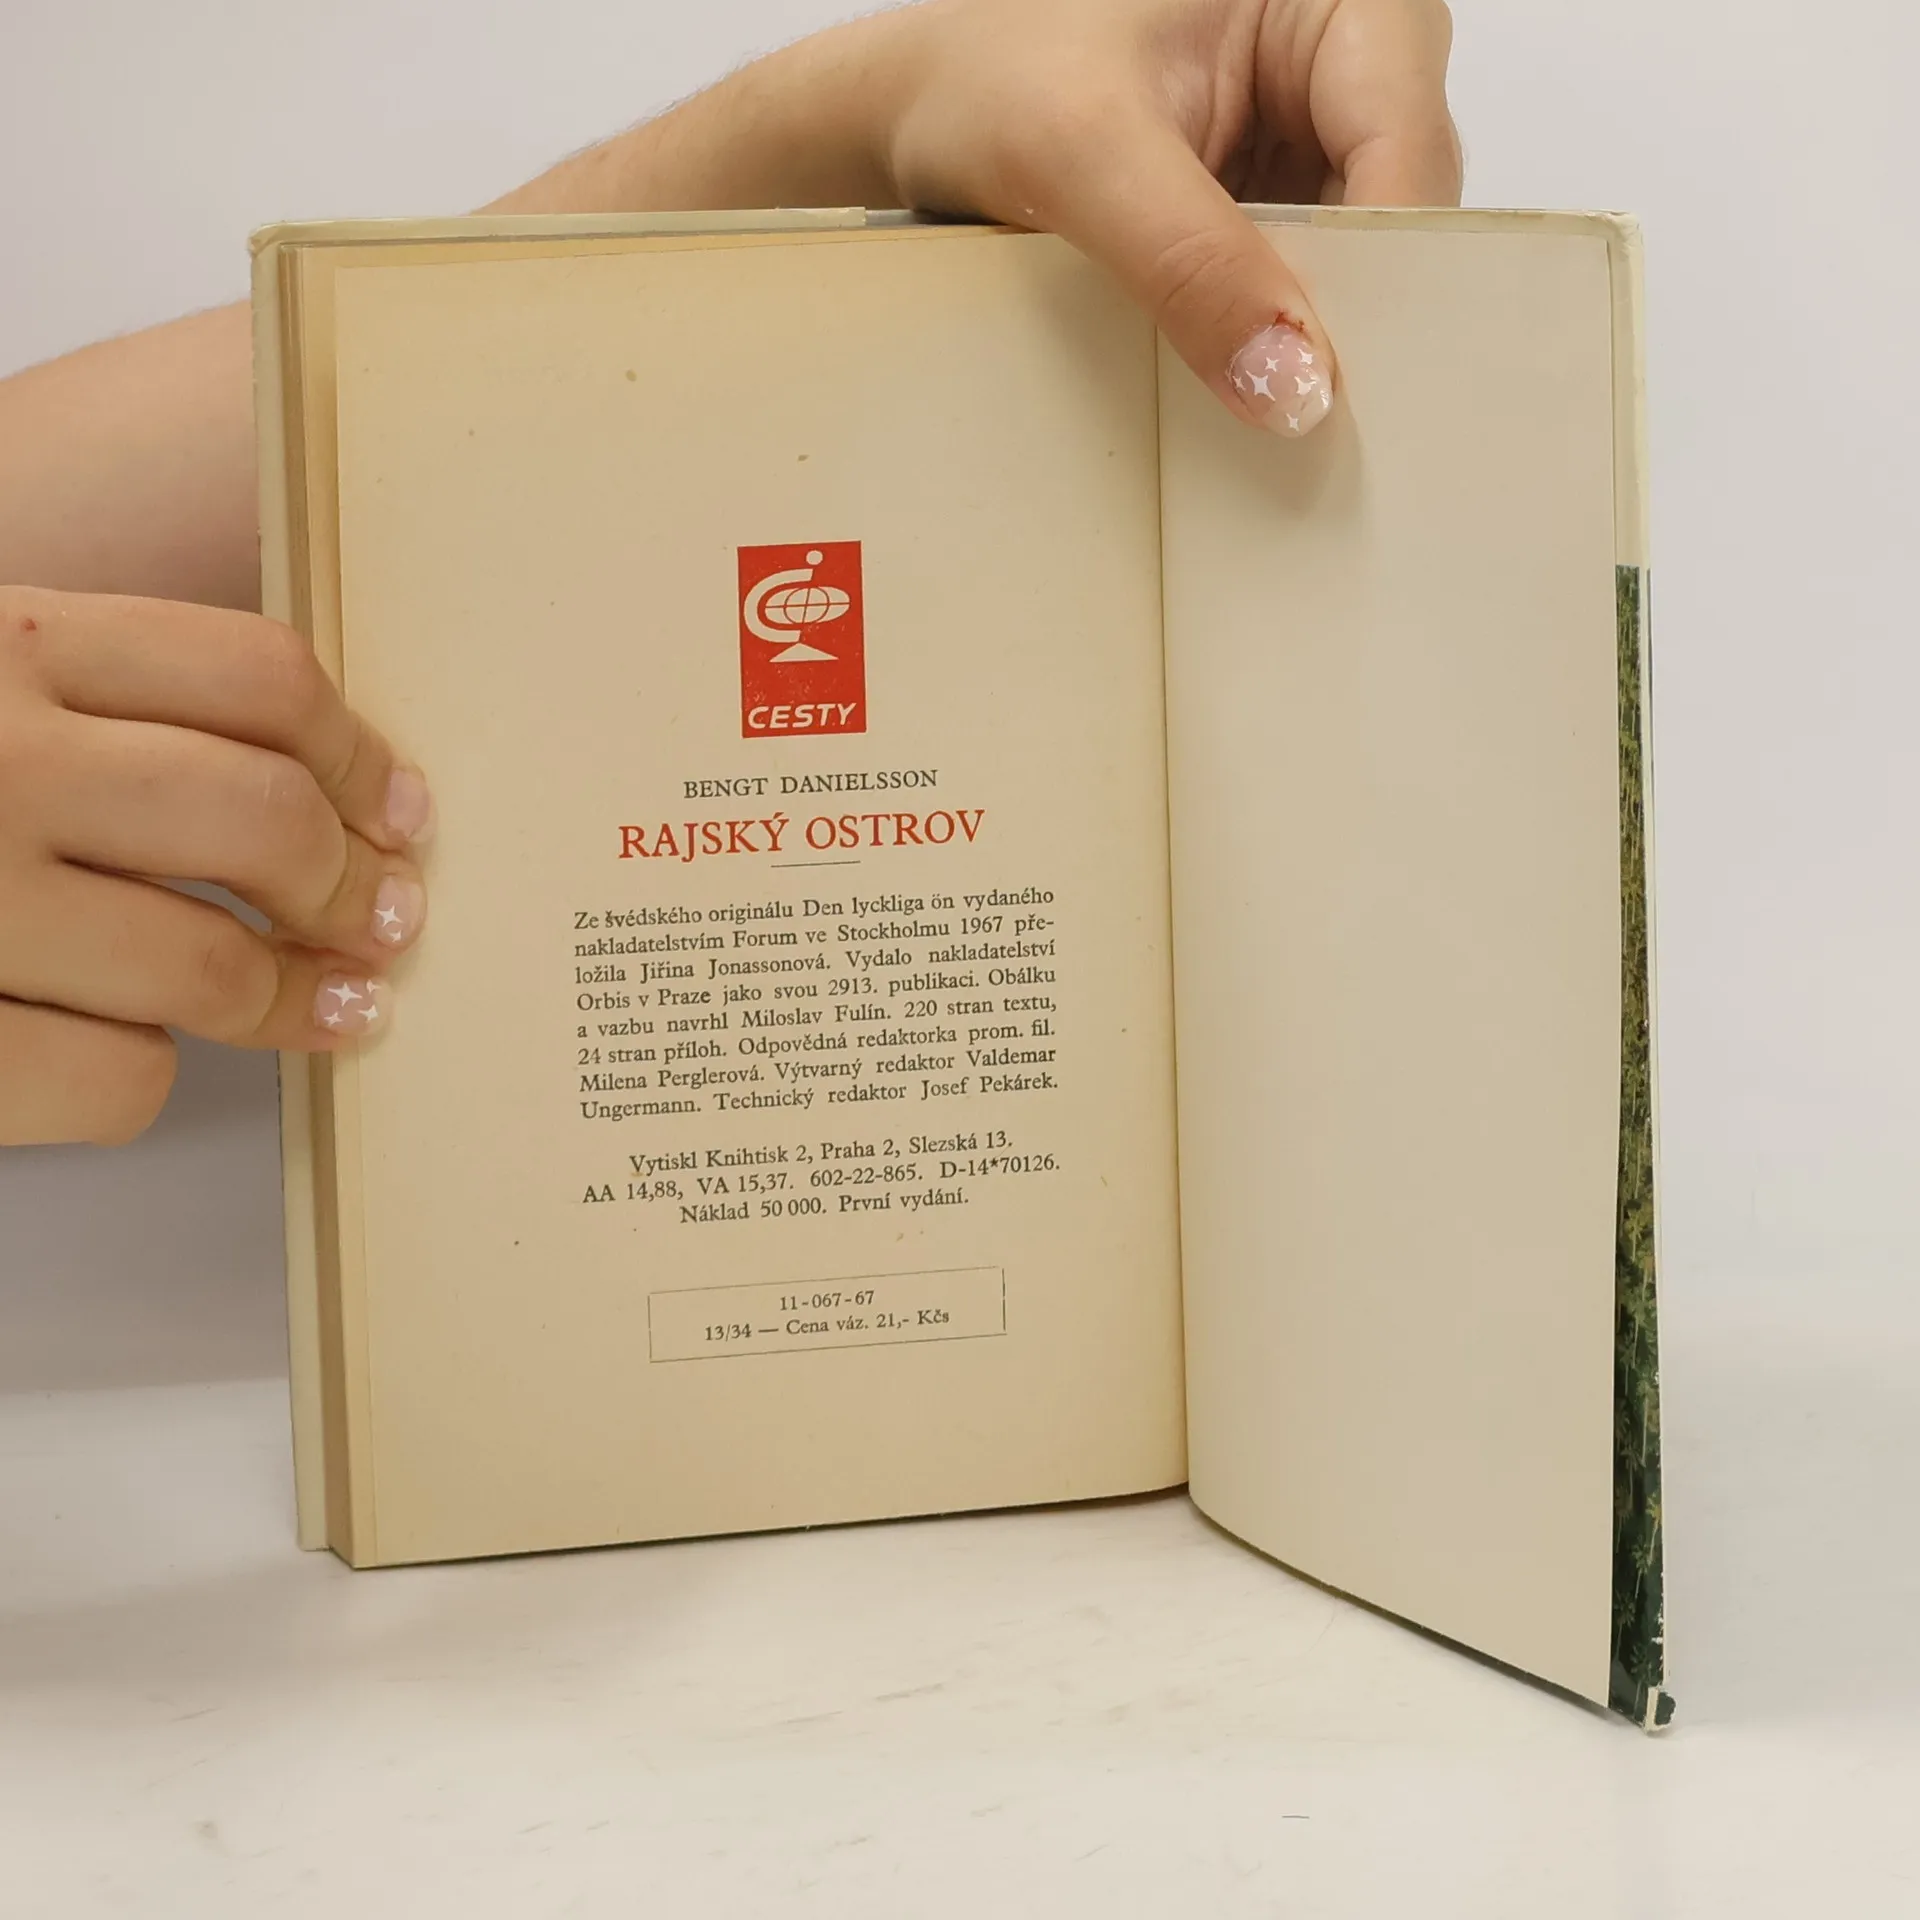 CESTY
BENGT DANIELSSON
RAJSKÝ OSTROV
Ze švédského originálu Den lyckliga ön vydaného
nakladatelstvím Forum ve Stockholmu 1967 pře-
ložila Jiřina Jonassonová. Vydalo nakladatelství
Orbis v Praze jako svou 2913. publikaci. Obálku
a vazbu navrhl Miloslav Fulín. 220 stran textu,
24 stran příloh. Odpovědná redaktorka prom. fil.
Milena Perglerová. Výtvarný redaktor Valdemar
Ungermann. Technický redaktor Josef Pekárek.
Vytiskl Knihtisk 2, Praha 2, Slezská 13.
AA 14,88, VA 15,37. 602-22-865. D-14*70126.
Náklad 50 000. První vydání.
11-067-67
13/34 — Cena váz. 21,- Kčs